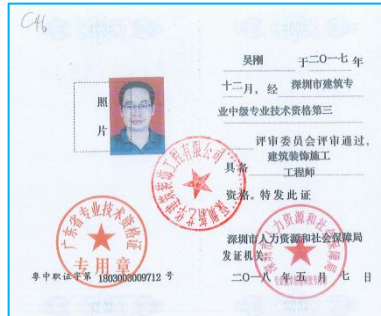 C46
照
片
广东省专业技术资格证
专用章
粤中职证字第 1803003009712 号
吴刚 于二〇一七 年
十二月, 经 深圳市建筑专
业中级专业技术资格第三
评审委员会评审通过,
建筑装饰施工
具备
工程师
资格。特发此证
深圳市人力资源和社会保障局
发证机关:
二〇一八 年 五 月 七 日